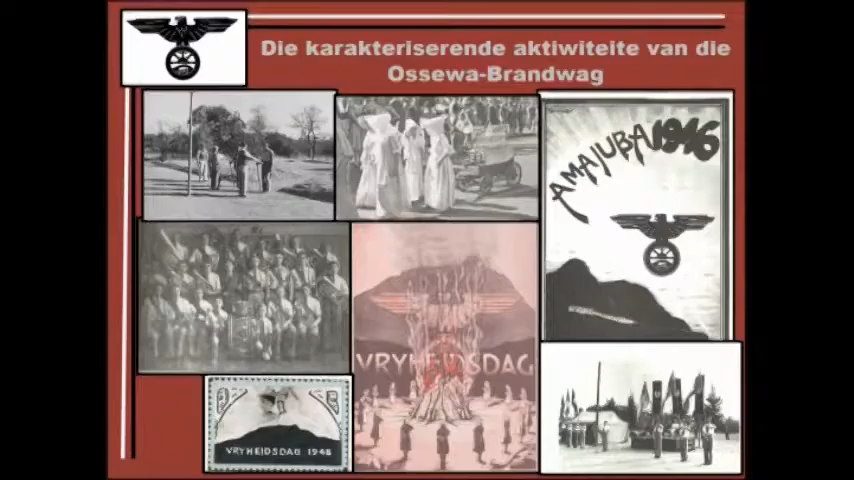 Die karakteriserende aktiwiteite van die
Ossewa-Brandwag
AMAJUBA 1946
VRYHEIDSDAG
VRYHEIDSDAG 1946